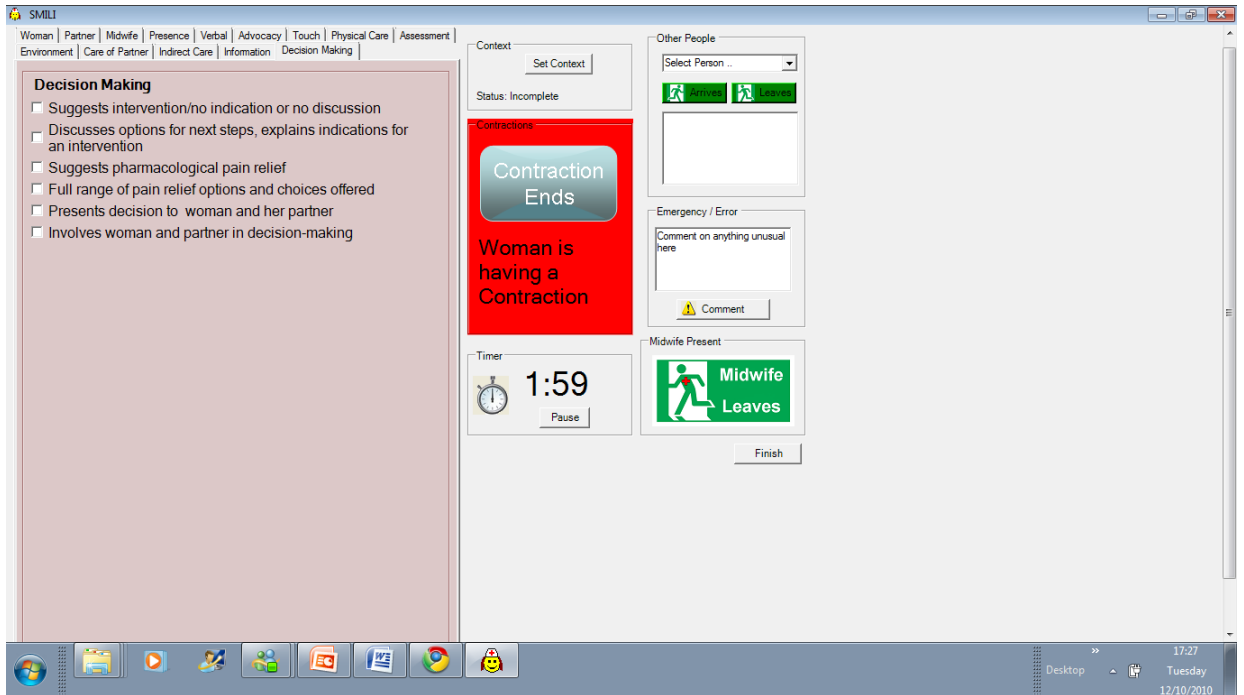 SMILI
Woman Partner Midwife Presence Verbal Advocacy Touch Physical Care Assessment
Environment Care of Partner Indirect Care Information Decision Making
Decision Making
Suggests intervention/no indication or no discussion
Discusses options for next steps, explains indications for
an intervention
Suggests pharmacological pain relief
Full range of pain relief options and choices offered
Presents decision to woman and her partner
Involves woman and partner in decision-making
Context
Set Context
Status: Incomplete
Contractions
Contraction
Ends
Woman is
having a
Contraction
Timer
1:59
Pause
Other People
Select Person ..
Arrives Leaves
Emergency / Error
Comment on anything unusual
here
Comment
Midwife Present
Midwife
Leaves
Finish
Desktop
17:27
Tuesday
12/10/2010